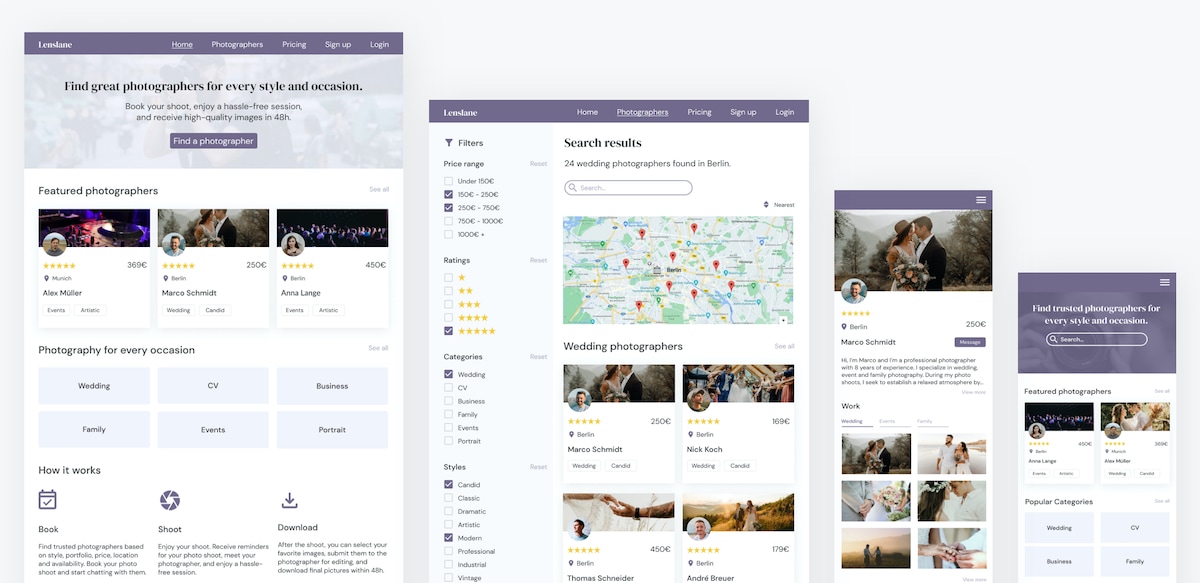 Lenslane
Home Photographers Pricing Sign up Login
Find great photographers for every style and occasion.
Book your shoot, enjoy a hassle-free session,
and receive high-quality images in 48h.
Find a photographer
Featured photographers
See all
369€
Munich
Alex Müller
Events Artistic
250€
Berlin
Marco Schmidt
Wedding Candid
450€
Berlin
Anna Lange
Events Artistic
Photography for every occasion
See all
Wedding CV Business
Family Events Portrait
How it works
Book
Find trusted photographers based
on style, portfolio, price, location
and availability. Book your photo
shoot and start chatting with them.
Shoot
Enjoy your shoot. Receive reminders
for your photo shoot, meet your
photographer, and enjoy a hassle-
free session.
Download
After the shoot, you can select your
favorite images, submit them to the
photographer for editing, and
download final pictures within 48h.
Lenslane
Home Photographers Pricing Sign up Login
Filters
Price range
Reset
Under 150€
150€ - 250€
250€ - 750€
750€ - 1000€
1000€ +
Ratings
Reset
Categories
Reset
Wedding
CV
Business
Family
Events
Portrait
Styles
Reset
Candid
Classic
Dramatic
Artistic
Modern
Professional
Industrial
Vintage
Search results
24 wedding photographers found in Berlin.
Search...
Nearest
Berlin
Wedding photographers
See all
250€
Berlin
Marco Schmidt
Wedding Candid
169€
Berlin
Nick Koch
Wedding Candid
450€
Berlin
Thomas Schneider
179€
Berlin
André Breuer
Berlin
250€
Marco Schmidt
Message
Hi, I'm Marco and I'm a professional photographer
with 8 years of experience. I specialize in wedding,
event and family photography. During my photo
shoots, I seek to establish a relaxed atmosphere by...
View more
Work
Wedding Events Family
View more
Find trusted photographers for
every style and occasion.
Search...
Featured photographers
See all
450€
Berlin
Anna Lange
Events Artistic
369€
Munich
Alex Müller
Wedding Candid
Popular Categories
See all
Wedding CV
Business Family